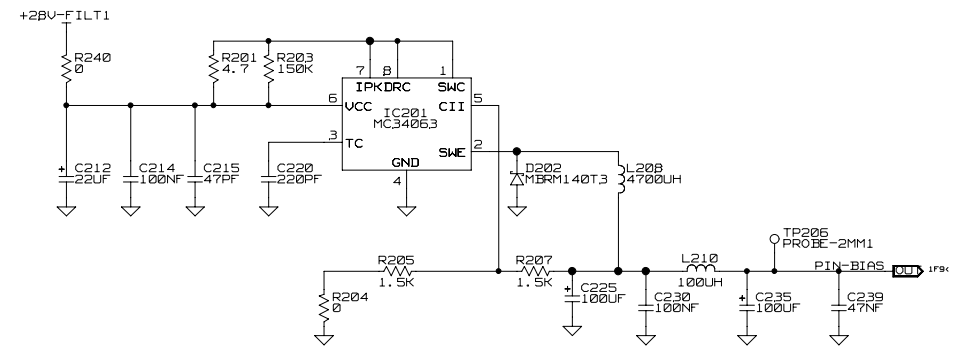 +28V-FILT1
R240
0
R201
4.7
R203
150K
7
8
1
IPK
DRC
SWC
6
VCC
CII
5
IC201
MC34063
3
TC
SWE
2
GND
4
C212
22UF
C214
100NF
C215
47PF
C220
220PF
D202
MBRM140T3
L208
4700UH
TP206
PROBE-2MM1
R205
1.5K
R207
1.5K
L210
100UH
PIN-BIAS
OUT
1F9<
R204
0
+
C225
100UF
C230
100NF
+
C235
100UF
C239
47NF